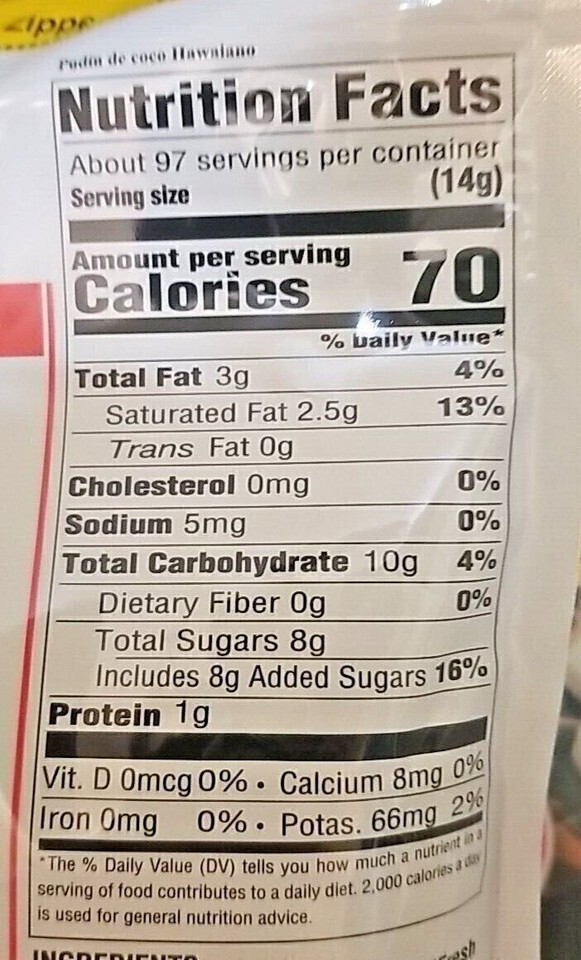 Zippe
Pudin de coco Hawaiano
Nutrition Facts
About 97 servings per container
Serving size (14g)
Amount per serving
Calories 70
% Daily Value*
Total Fat 3g 4%
Saturated Fat 2.5g 13%
Trans Fat 0g
Cholesterol 0mg 0%
Sodium 5mg 0%
Total Carbohydrate 10g 4%
Dietary Fiber 0g 0%
Total Sugars 8g
Includes 8g Added Sugars 16%
Protein 1g
Vit. D 0mcg 0% • Calcium 8mg 0%
Iron 0mg 0% • Potas. 66mg 2%
*The % Daily Value (DV) tells you how much a nutrient in a
serving of food contributes to a daily diet. 2,000 calories a day
is used for general nutrition advice.
INGREDIENTS